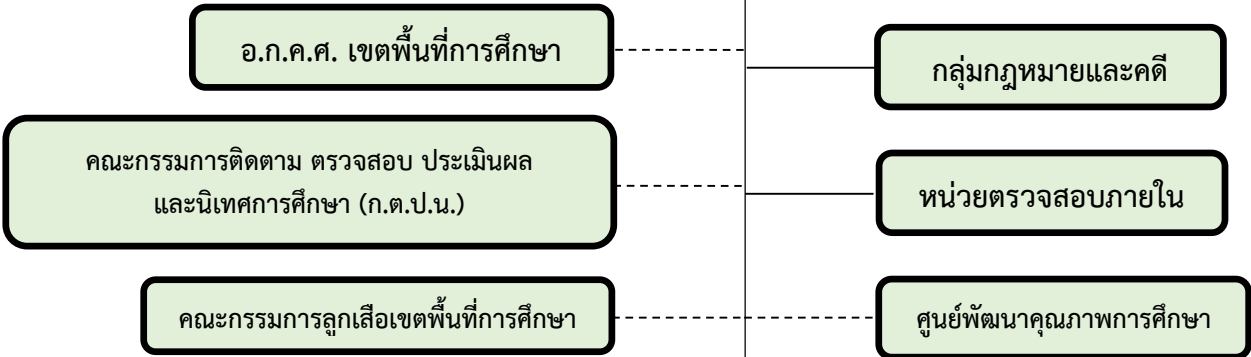 อ.ก.ค.ศ. เขตพื้นที่การศึกษา
กลุ่มกฎหมายและคดี
คณะกรรมการติดตาม ตรวจสอบ ประเมินผล
และนิเทศการศึกษา (ก.ต.ป.น.)
หน่วยตรวจสอบภายใน
คณะกรรมการลูกเสือเขตพื้นที่การศึกษา
ศูนย์พัฒนาคุณภาพการศึกษา